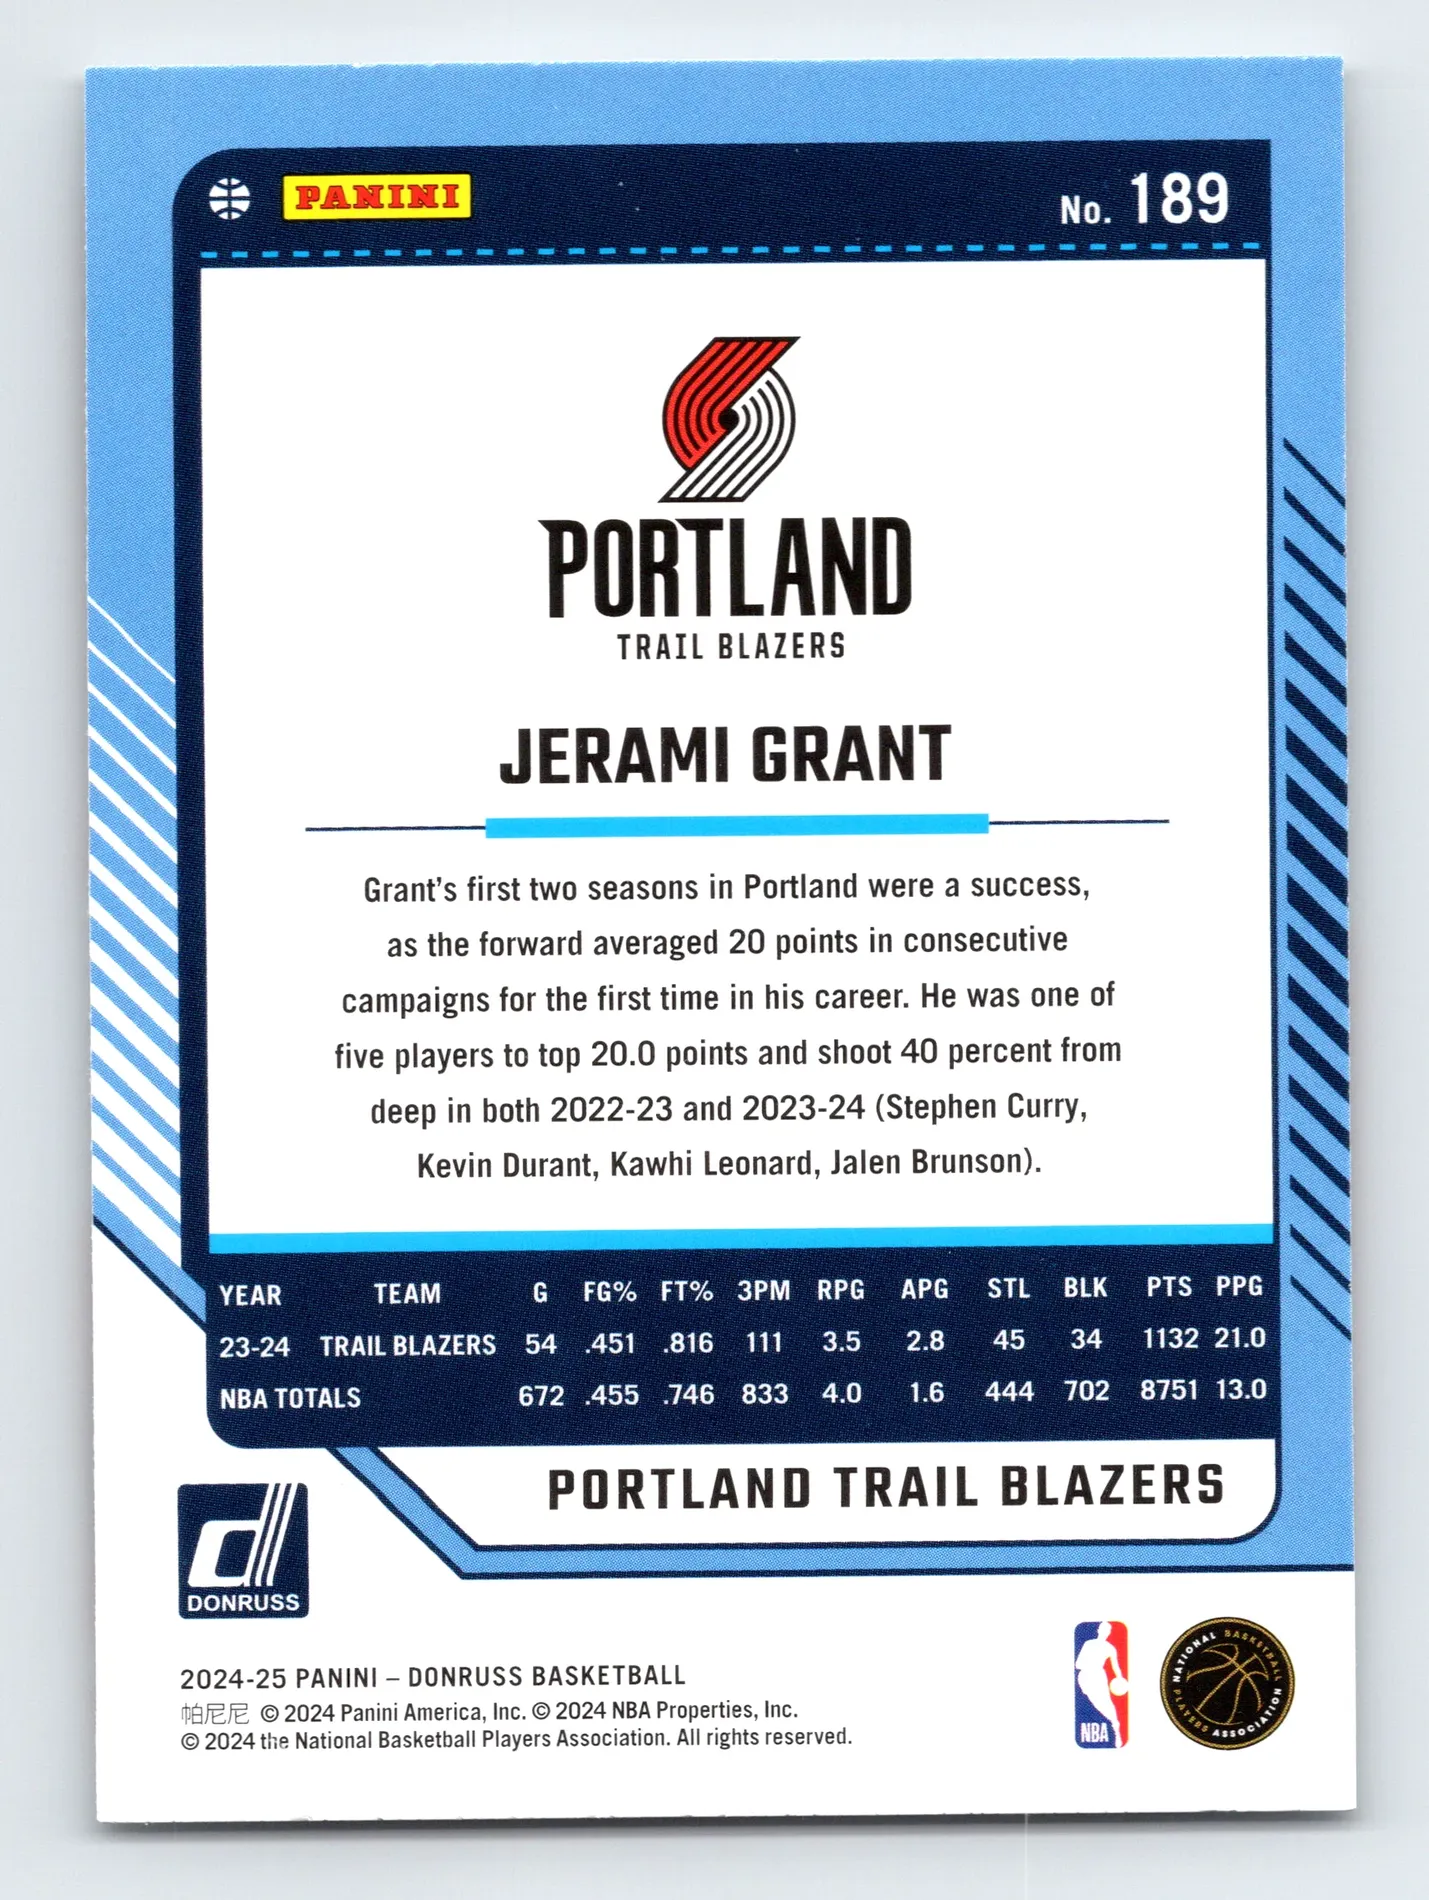 PANINI
No. 189
PORTLAND
TRAIL BLAZERS
JERAMI GRANT
Grant's first two seasons in Portland were a success,
as the forward averaged 20 points in consecutive
campaigns for the first time in his career. He was one of
five players to top 20.0 points and shoot 40 percent from
deep in both 2022-23 and 2023-24 (Stephen Curry,
Kevin Durant, Kawhi Leonard, Jalen Brunson).
YEAR TEAM G FG% FT% 3PM RPG APG STL BLK PTS PPG
23-24 TRAIL BLAZERS 54 .451 .816 111 3.5 2.8 45 34 1132 21.0
NBA TOTALS 672 .455 .746 833 4.0 1.6 444 702 8751 13.0
PORTLAND TRAIL BLAZERS
DONRUSS
2024-25 PANINI – DONRUSS BASKETBALL
帕尼尼 © 2024 Panini America, Inc. © 2024 NBA Properties, Inc.
© 2024 the National Basketball Players Association. All rights reserved.
NBA
NATIONAL BASKETBALL PLAYERS ASSOCIATION